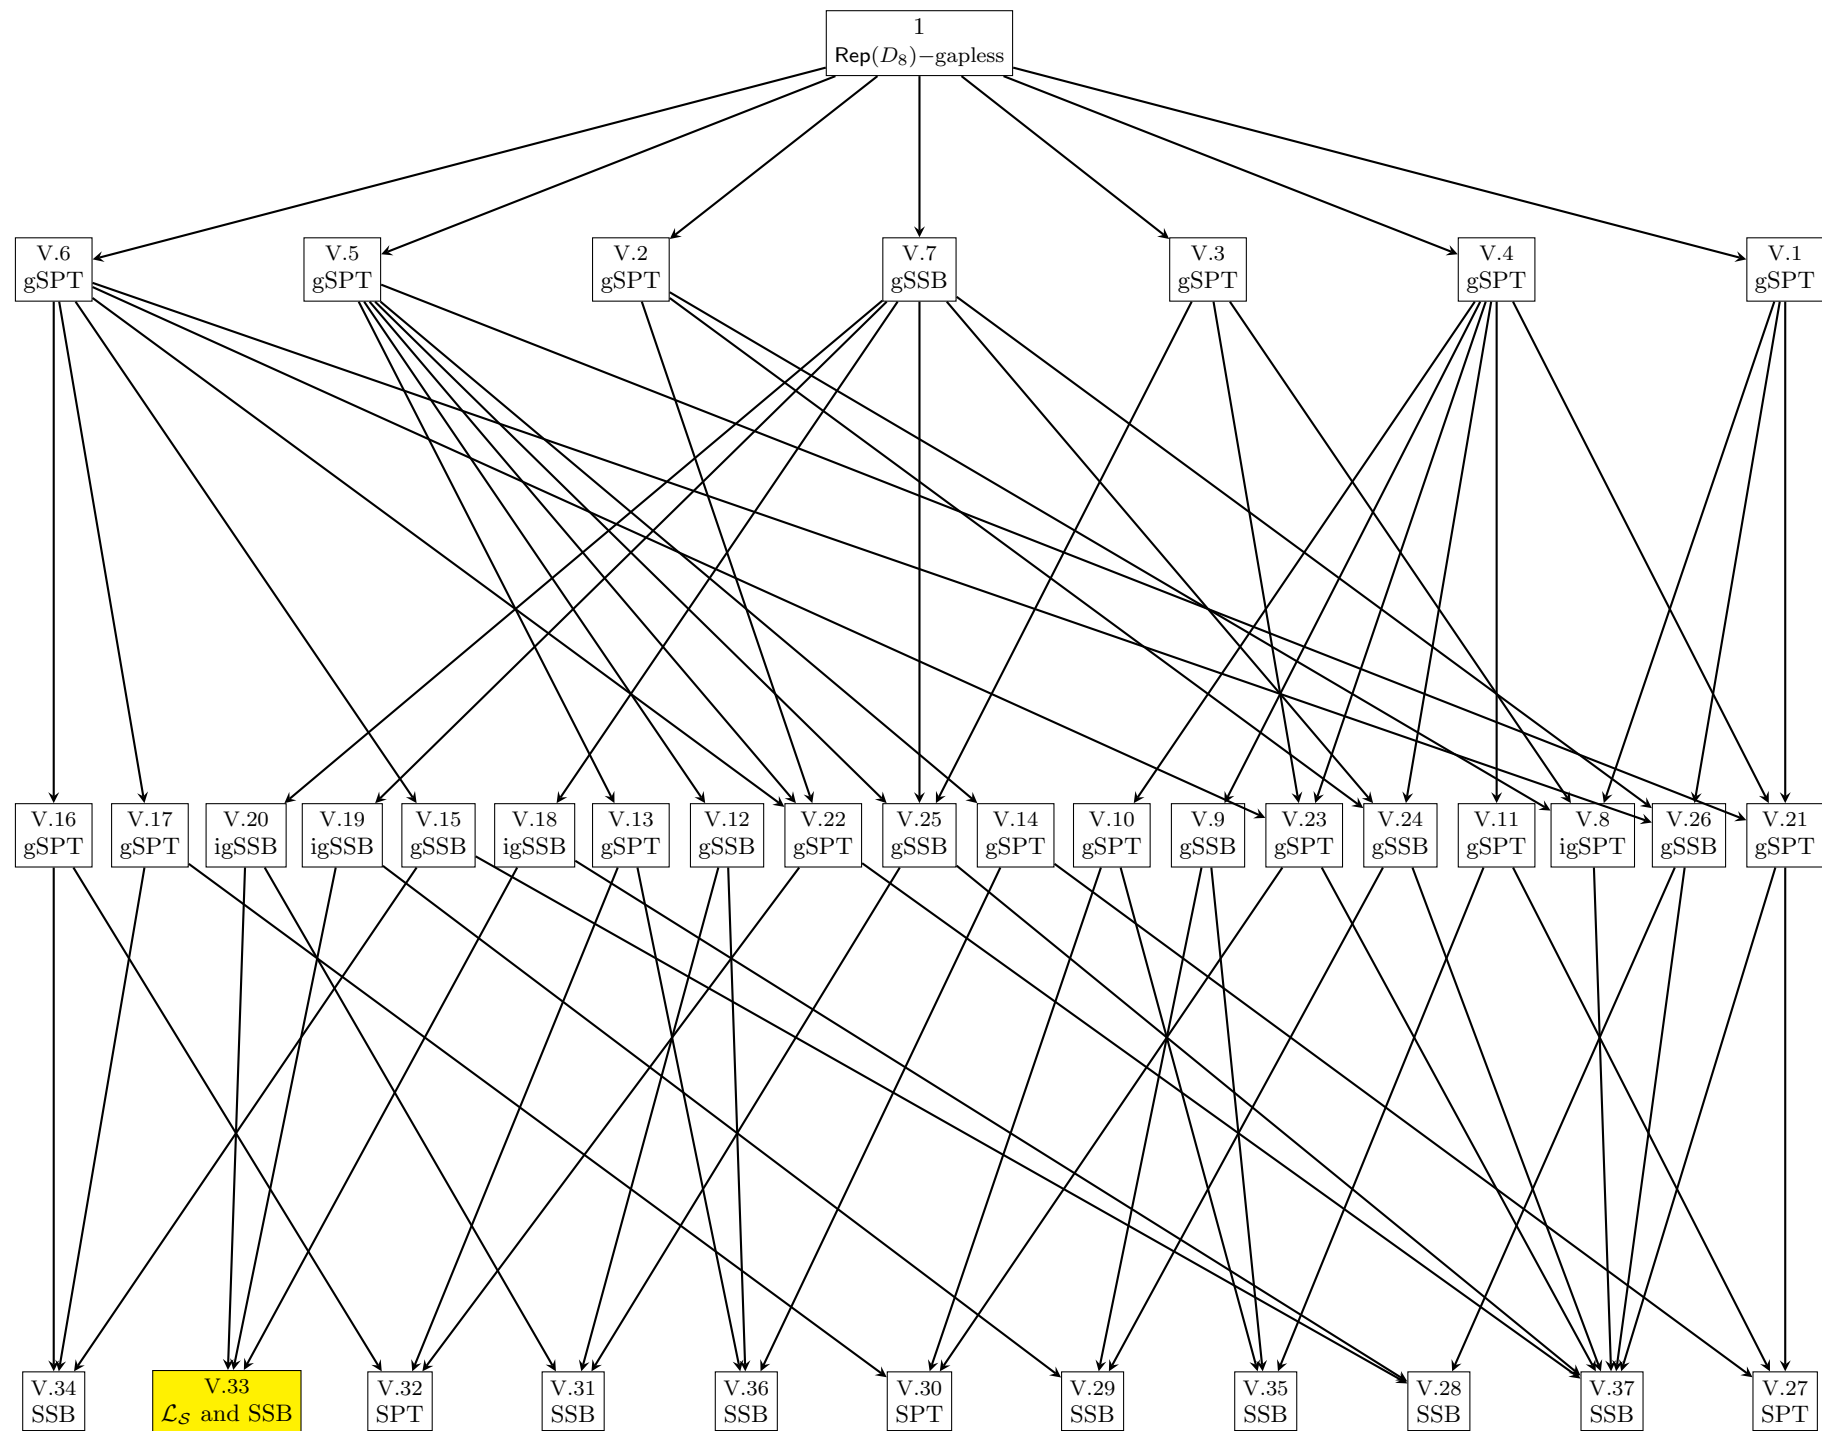 1
Rep(D₈)−gapless
V.6
gSPT
V.5
gSPT
V.2
gSPT
V.7
gSSB
V.3
gSPT
V.4
gSPT
V.1
gSPT
V.16
gSPT
V.17
gSPT
V.20
igSSB
V.19
igSSB
V.15
gSSB
V.18
igSSB
V.13
gSPT
V.12
gSSB
V.22
gSPT
V.25
gSSB
V.14
gSPT
V.10
gSPT
V.9
gSSB
V.23
gSPT
V.24
gSSB
V.11
gSPT
V.8
igSPT
V.26
gSSB
V.21
gSPT
V.34
SSB
V.33
ℒ_𝒮 and SSB
V.32
SPT
V.31
SSB
V.36
SSB
V.30
SPT
V.29
SSB
V.35
SSB
V.28
SSB
V.37
SSB
V.27
SPT